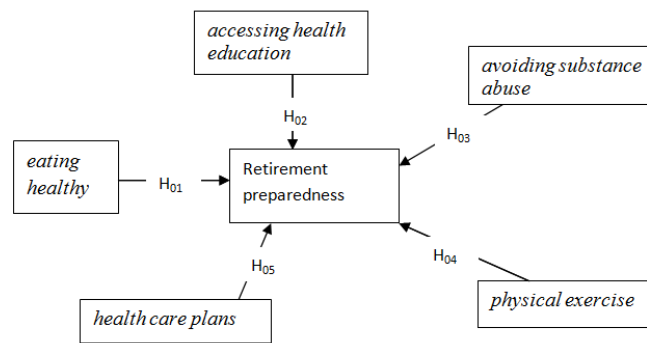 accessing health
education
avoiding substance
abuse
H02
H03
eating
healthy
H01
Retirement
preparedness
H04
H05
health care plans
physical exercise